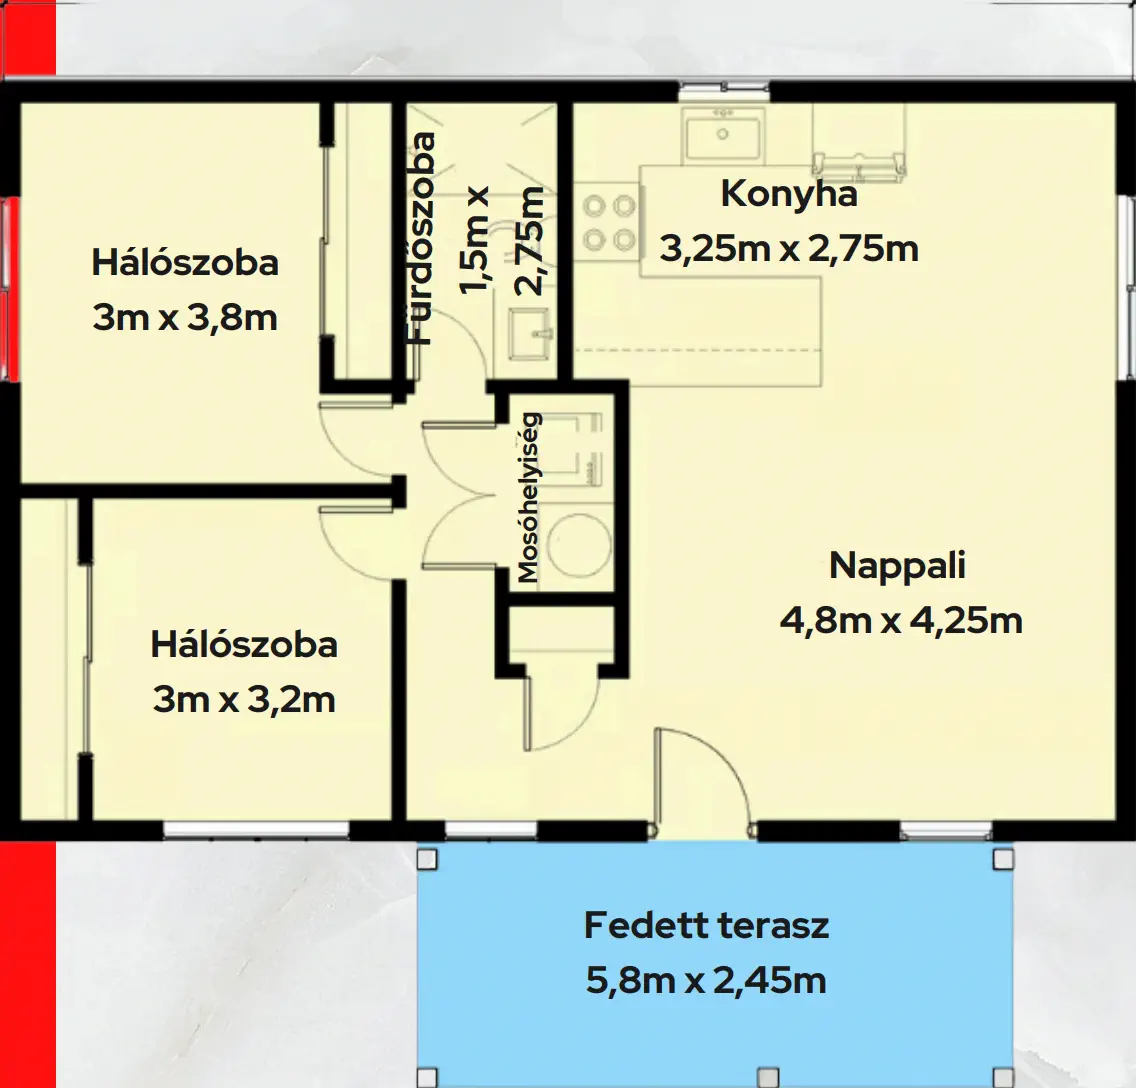 Hálószoba
3m x 3,8m
Fürdőszoba
1,5m x
2,75m
Konyha
3,25m x 2,75m
Mosóhelyiség
Nappali
4,8m x 4,25m
Hálószoba
3m x 3,2m
Fedett terasz
5,8m x 2,45m